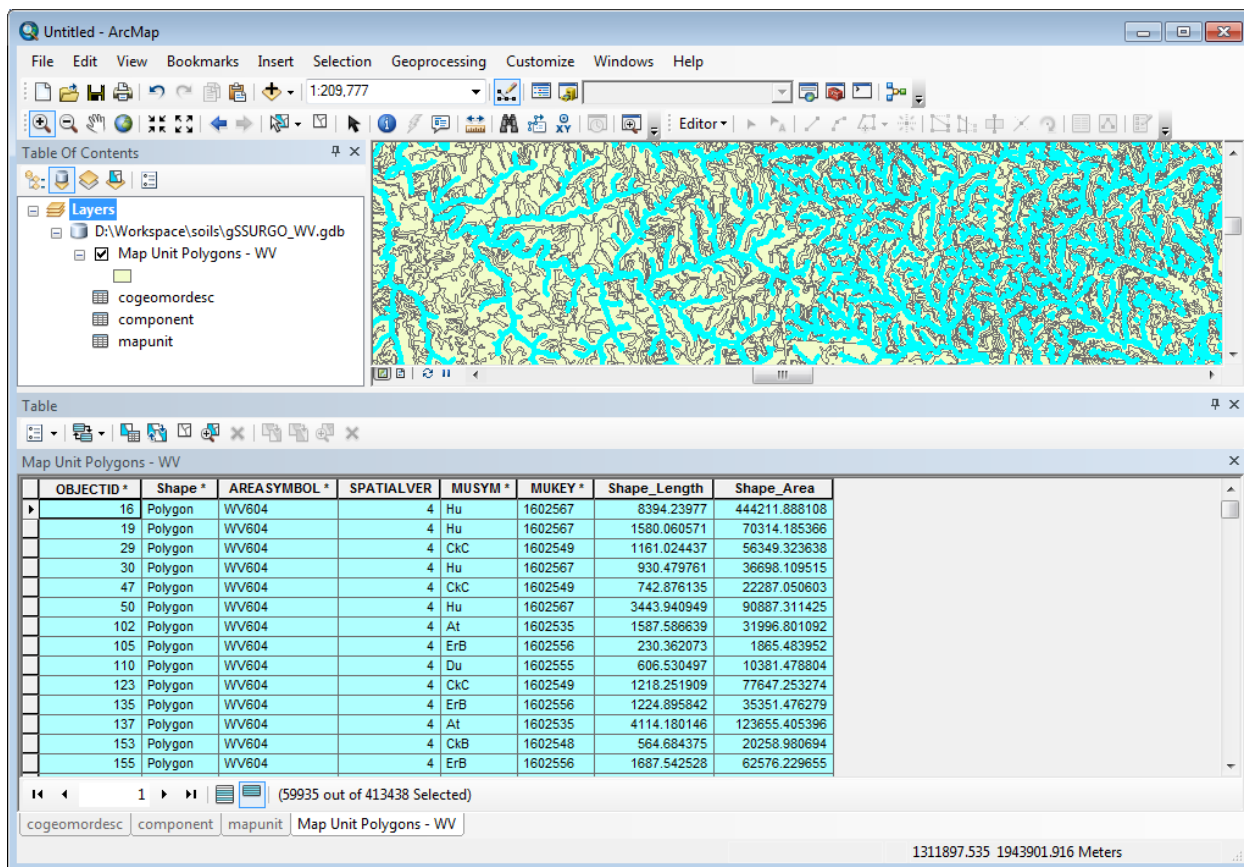 Untitled - ArcMap
File Edit View Bookmarks Insert Selection Geoprocessing Customize Windows Help
1:209,777
Editor
Table Of Contents
Layers
D:\Workspace\soils\gSSURGO_WV.gdb
Map Unit Polygons - WV
cogeomordesc
component
mapunit
Table
Map Unit Polygons - WV
OBJECTID * Shape * AREASYMBOL * SPATIALVER MUSYM * MUKEY * Shape_Length Shape_Area
16 Polygon WV604 4 Hu 1602567 8394.23977 444211.888108
19 Polygon WV604 4 Hu 1602567 1580.060571 70314.185366
29 Polygon WV604 4 CkC 1602549 1161.024437 56349.323638
30 Polygon WV604 4 Hu 1602567 930.479761 36698.109515
47 Polygon WV604 4 CkC 1602549 742.876135 22287.050603
50 Polygon WV604 4 Hu 1602567 3443.940949 90887.311425
102 Polygon WV604 4 At 1602535 1587.586639 31996.801092
105 Polygon WV604 4 ErB 1602556 230.362073 1865.483952
110 Polygon WV604 4 Du 1602555 606.530497 10381.478804
123 Polygon WV604 4 CkC 1602549 1218.251909 77647.253274
135 Polygon WV604 4 ErB 1602556 1224.895842 35351.476279
137 Polygon WV604 4 At 1602535 4114.180146 123655.405396
153 Polygon WV604 4 CkB 1602548 564.684375 20258.980694
155 Polygon WV604 4 ErB 1602556 1687.542528 62576.229655
1 (59935 out of 413438 Selected)
cogeomordesc component mapunit Map Unit Polygons - WV
1311897.535 1943901.916 Meters